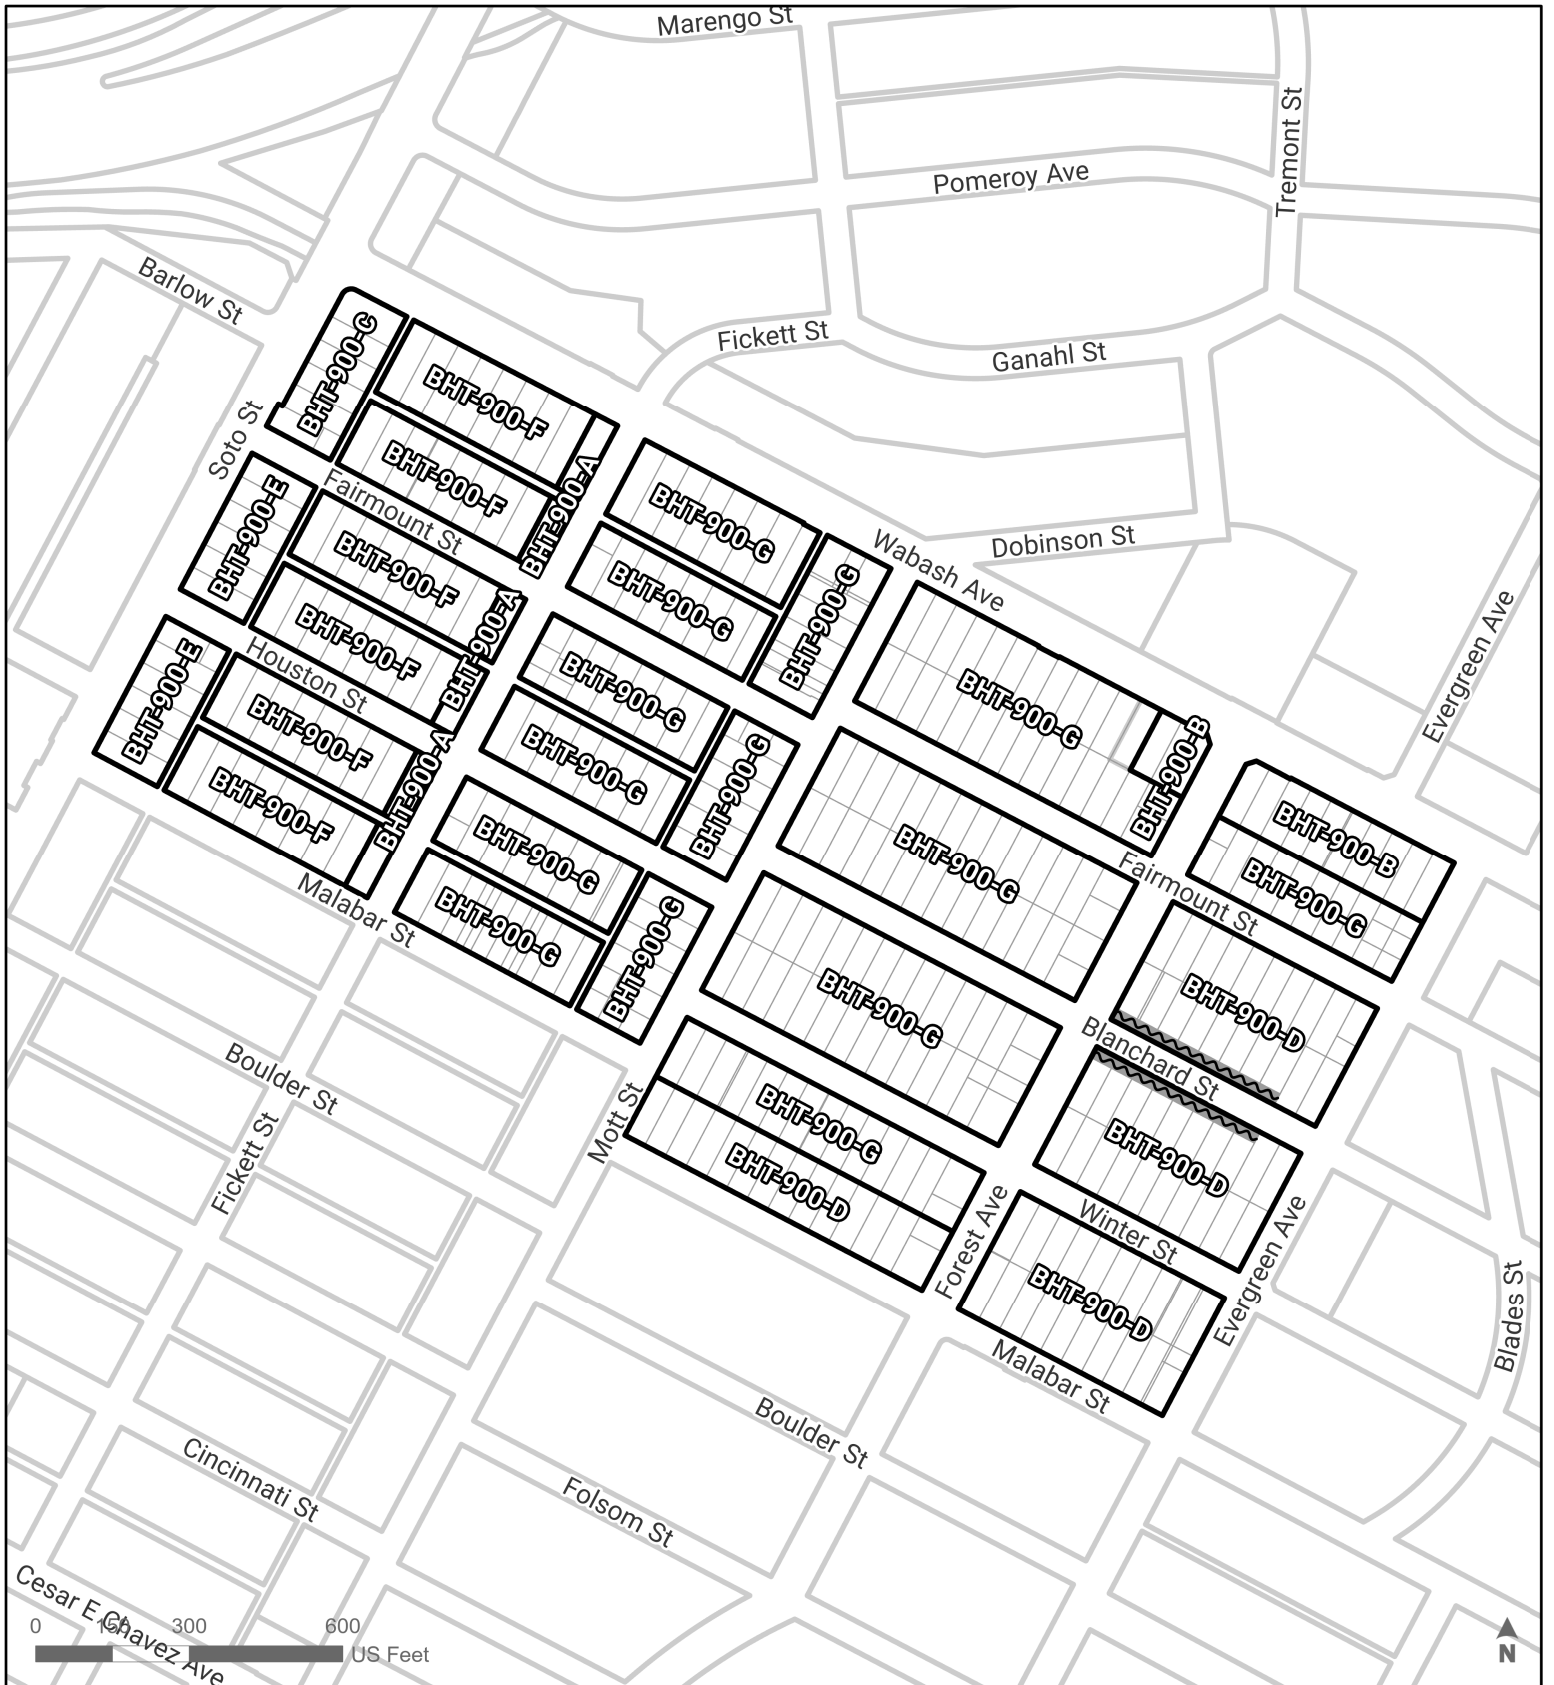 Marengo St
Tremont St
Pomeroy Ave
Barlow St
Fickett St
Ganahl St
BHT-900-C
BHT-900-F
Soto St
BHT-900-F
BHT-900-A
BHT-900-E
Fairmount St
BHT-900-G
Wabash Ave
Dobinson St
BHT-900-F
BHT-900-G
BHT-900-G
Evergreen Ave
BHT-900-F
BHT-900-A
BHT-900-E
Houston St
BHT-900-G
BHT-900-G
BHT-900-F
BHT-900-G
BHT-900-B
BHT-900-F
BHT-900-A
BHT-900-G
BHT-900-G
BHT-900-B
Malabar St
BHT-900-G
BHT-900-G
Fairmount St
BHT-900-G
BHT-900-G
BHT-900-G
BHT-900-D
Boulder St
Blanchard St
Fickett St
Mott St
BHT-900-G
BHT-900-D
BHT-900-D
Forest Ave
Winter St
Evergreen Ave
BHT-900-D
Blades St
Malabar St
Boulder St
Cincinnati St
Folsom St
Cesar E Chavez Ave
0 150 300 600
US Feet
N